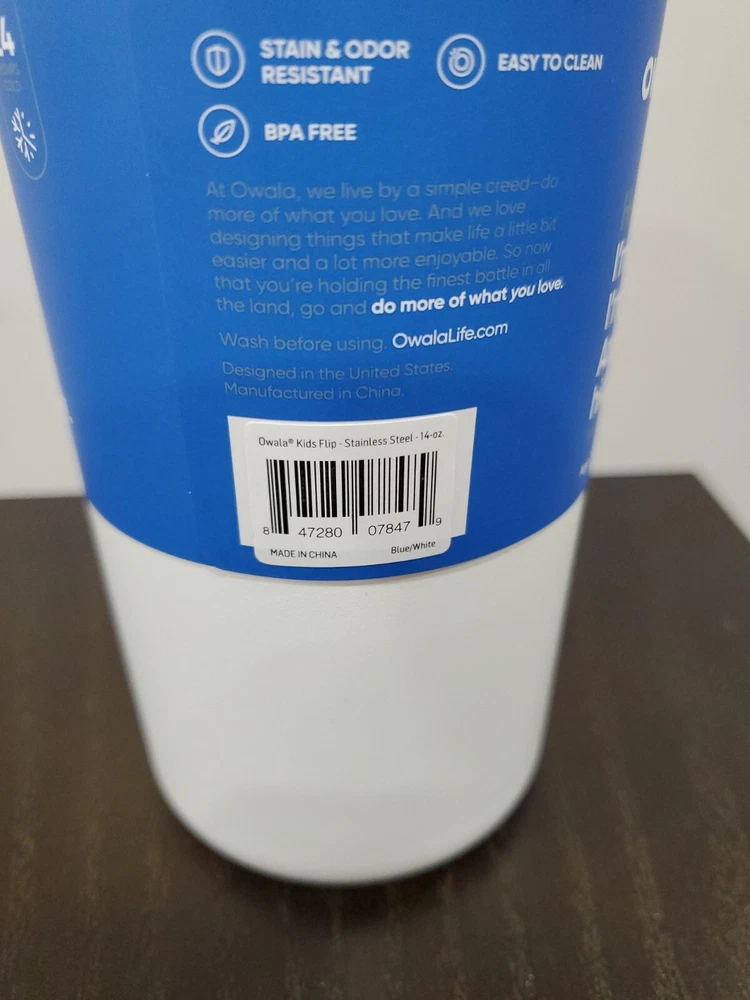 STAIN & ODOR
RESISTANT
EASY TO CLEAN
BPA FREE
At Owala, we live by a simple creed—do
more of what you love. And we love
designing things that make life a little bit
easier and a lot more enjoyable. So now
that you're holding the finest bottle in all
the land, go and do more of what you love.
Wash before using. OwalaLife.com
Designed in the United States.
Manufactured in China.
Owala® Kids Flip - Stainless Steel - 14-oz.
8 47280 07847 9
MADE IN CHINA
Blue/White